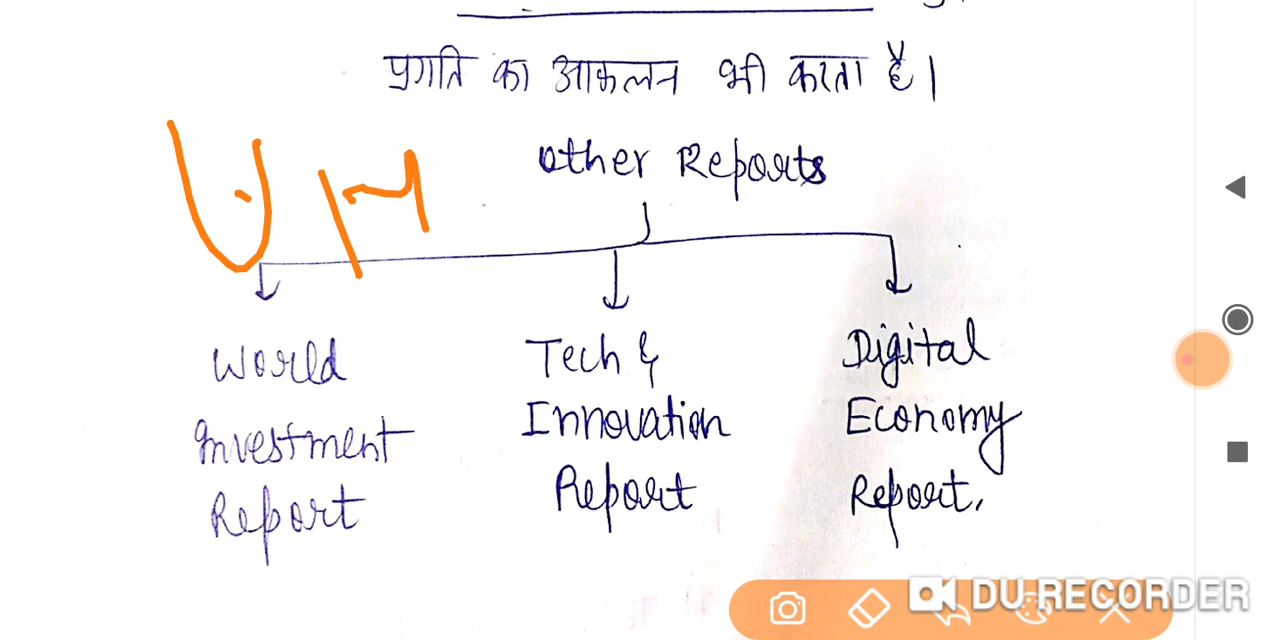 प्रगति का आकलन भी करता है।
Other Reports
World
Investment
Report
Tech &
Innovation
Report
Digital
Economy
Report.
DU RECORDER